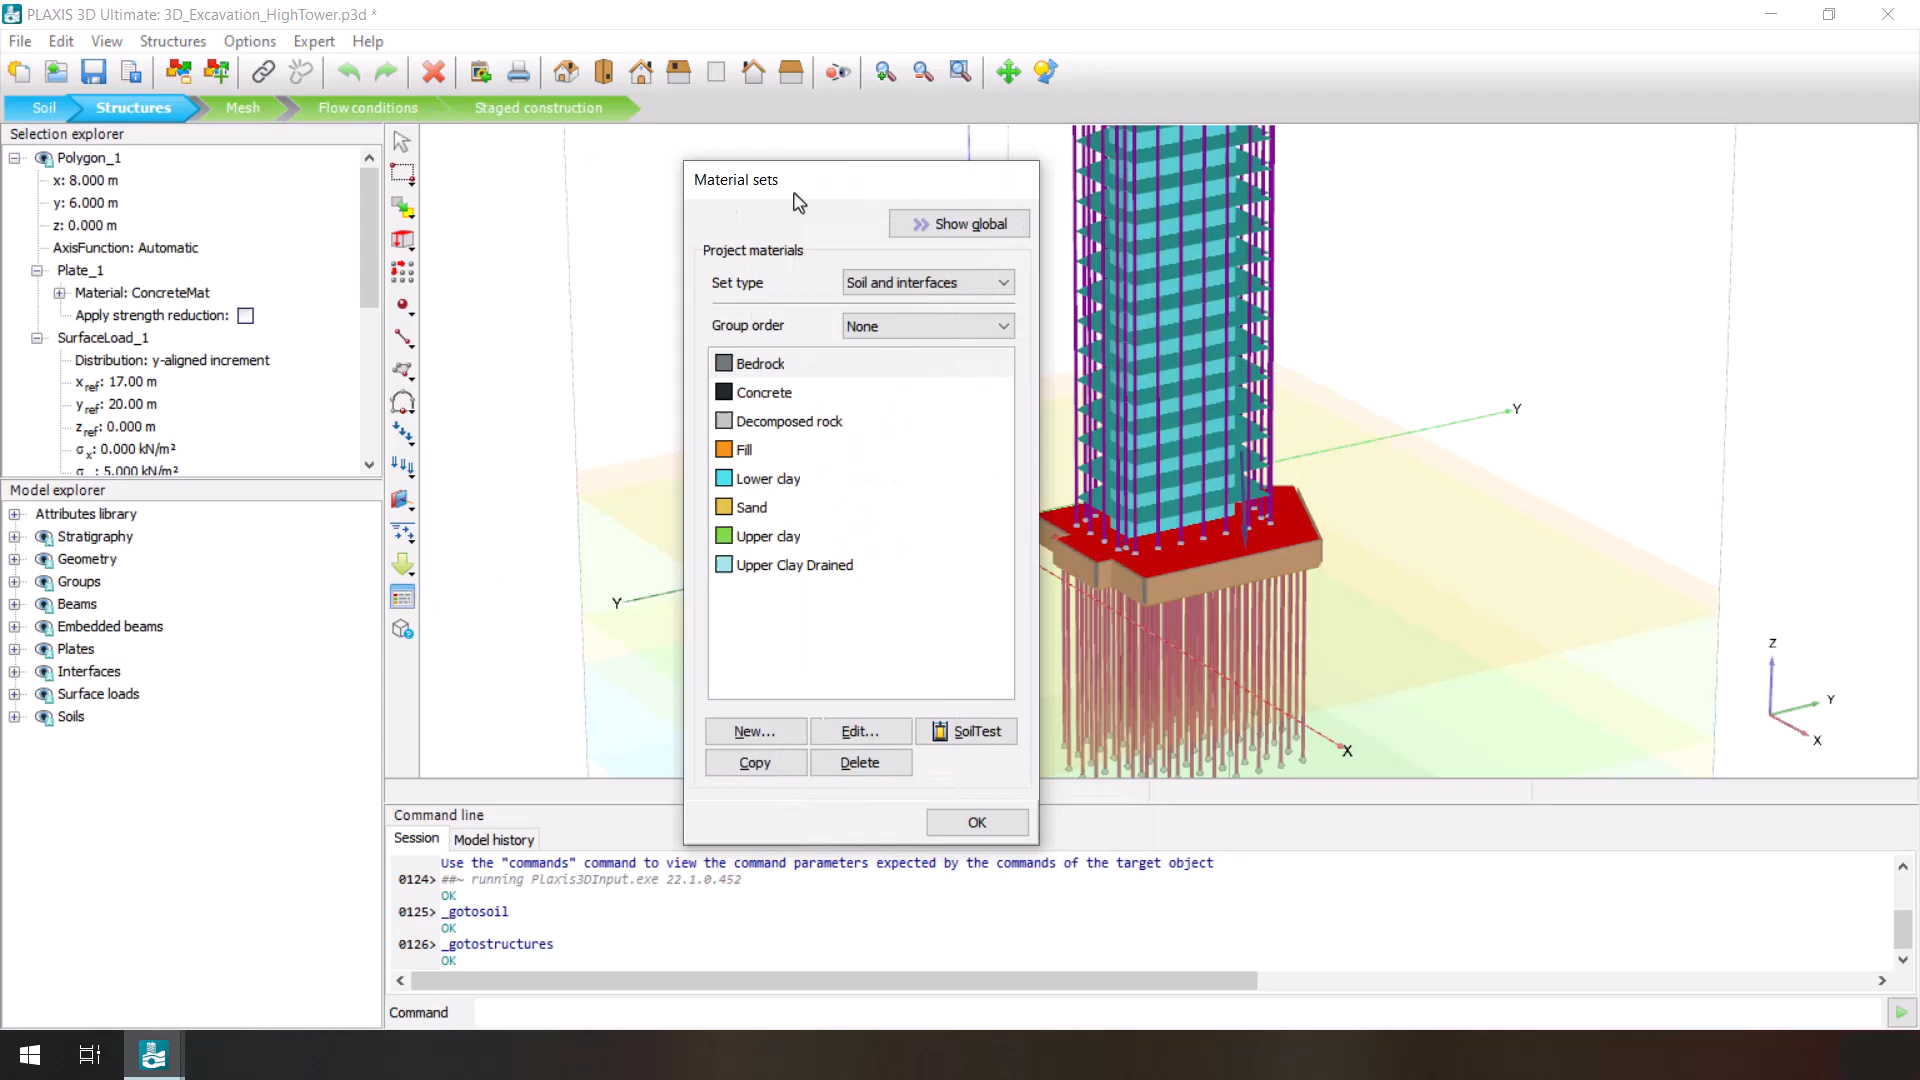 PLAXIS 3D Ultimate: 3D_Excavation_HighTower.p3d *
File Edit View Structures Options Expert Help
Soil Structures Mesh Flow conditions Staged construction
Selection explorer
Polygon_1
x: 8.000 m
y: 6.000 m
z: 0.000 m
AxisFunction: Automatic
Plate_1
Material: ConcreteMat
Apply strength reduction:
SurfaceLoad_1
Distribution: y-aligned increment
x ref: 17.00 m
y ref: 20.00 m
z ref: 0.000 m
σ x: 0.000 kN/m²
σ : 5.000 kN/m²
Model explorer
Attributes library
Stratigraphy
Geometry
Groups
Beams
Embedded beams
Plates
Interfaces
Surface loads
Soils
Material sets
Show global
Project materials
Set type Soil and interfaces
Group order None
Bedrock
Concrete
Decomposed rock
Fill
Lower clay
Sand
Upper clay
Upper Clay Drained
New... Edit... SoilTest
Copy Delete
OK
Y
Y
X
Z
Y
X
Command line
Session Model history
Use the "commands" command to view the command parameters expected by the commands of the target object
0124> ##~ running Plaxis3DInput.exe 22.1.0.452
OK
0125> _gotosoil
OK
0126> _gotostructures
OK
Command